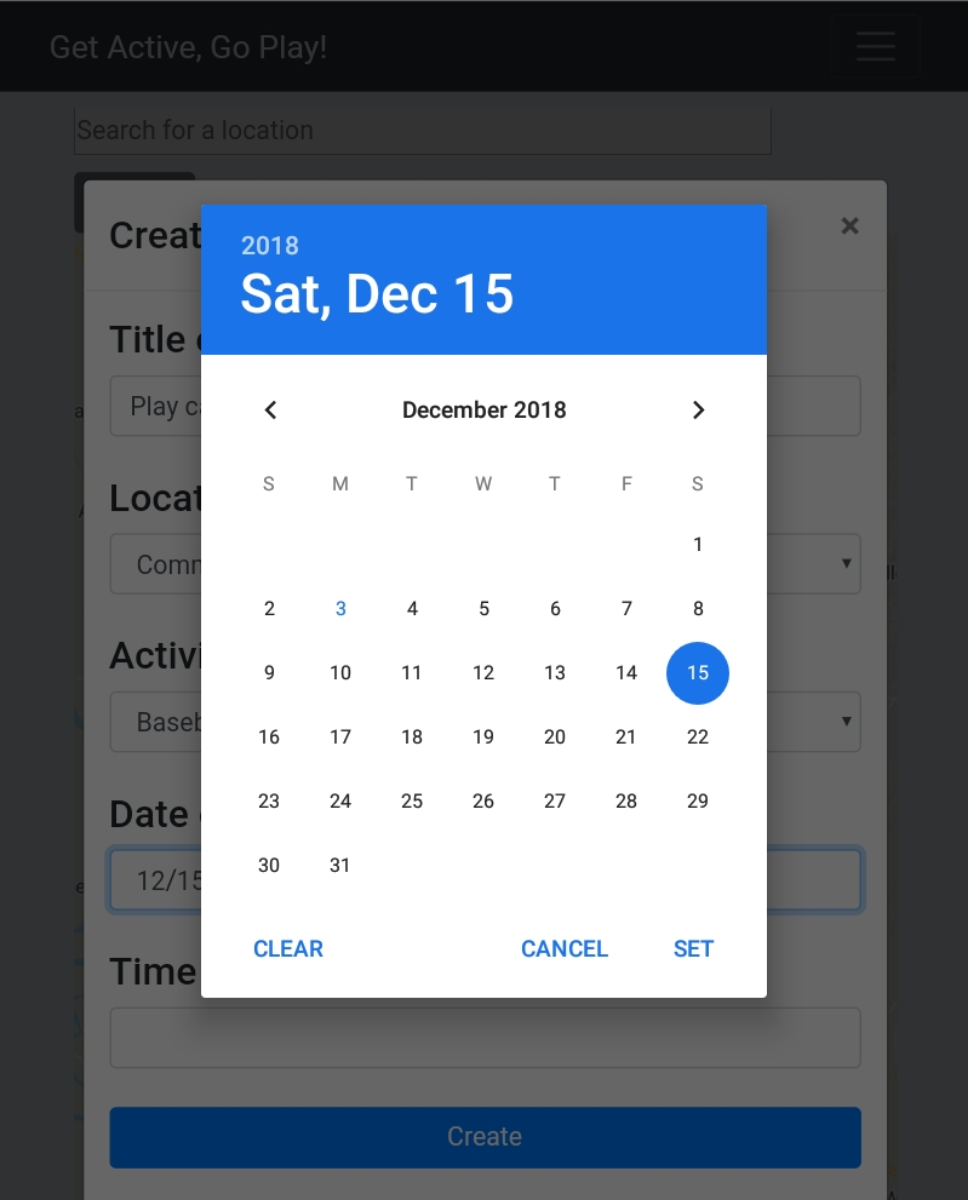 Get Active, Go Play!
Search for a location
Creat
×
2018
Sat, Dec 15
Title
Play c
December 2018
S M T W T F S
1
Locat
Comm
2 3 4 5 6 7 8
Activi
9 10 11 12 13 14 15
Baseb
16 17 18 19 20 21 22
23 24 25 26 27 28 29
Date
30 31
12/15
CLEAR CANCEL SET
Time
Create